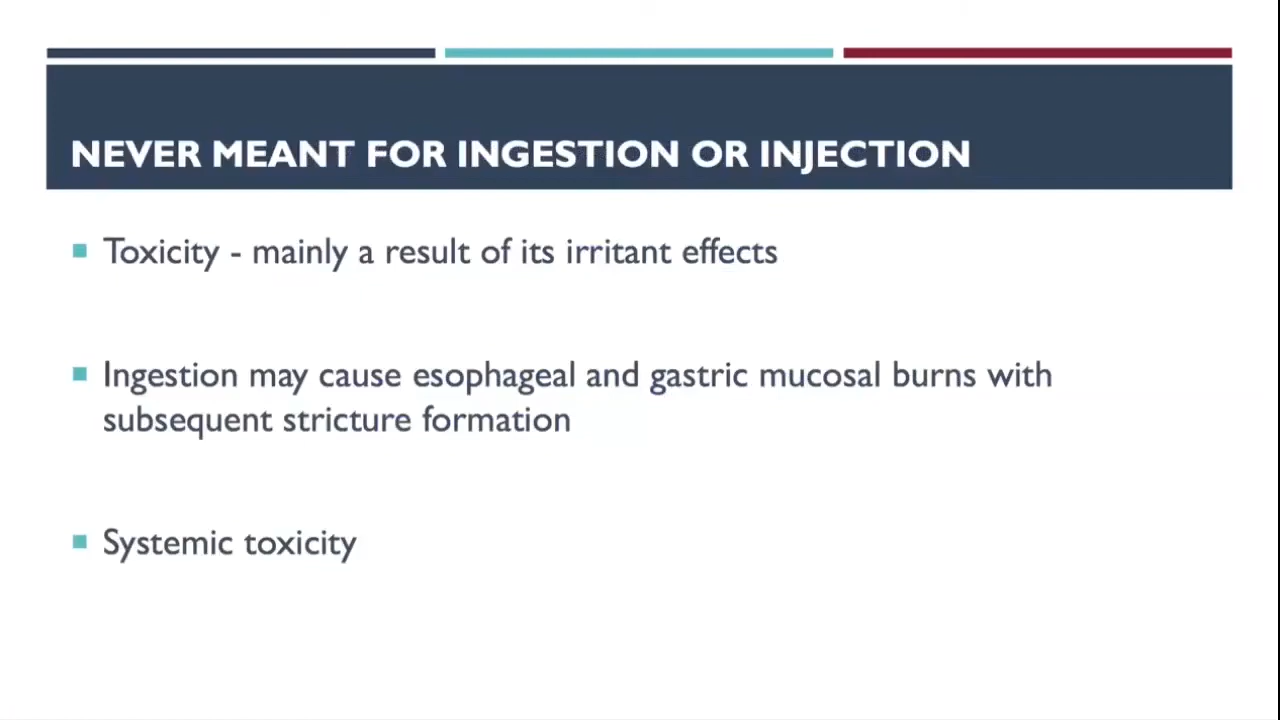 NEVER MEANT FOR INGESTION OR INJECTION
Toxicity - mainly a result of its irritant effects
Ingestion may cause esophageal and gastric mucosal burns with
subsequent stricture formation
Systemic toxicity